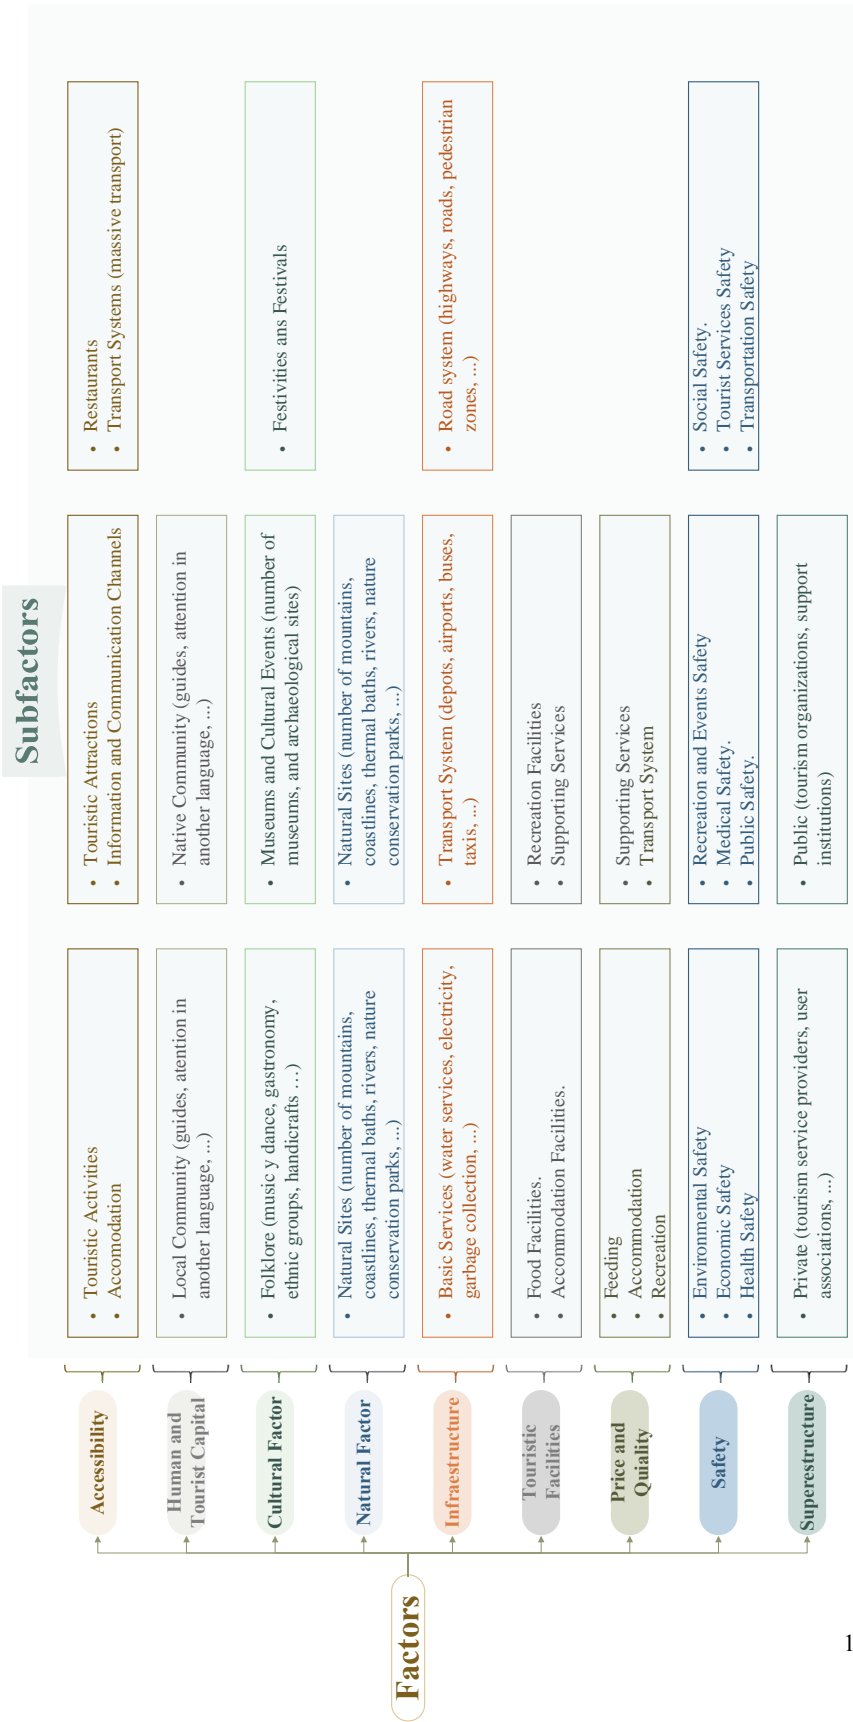 Subfactors
Factors
Accessibility
• Touristic Activities
• Accomodation
• Touristic Attractions
• Information and Communication Channels
• Restaurants
• Transport Systems (massive transport)
Human and
Tourist Capital
• Local Community (guides, atention in
another language, ...)
• Native Community (guides, attention in
another language, ...)
Cultural Factor
• Folklore (music y dance, gastronomy,
ethnic groups, handicrafts …)
• Museums and Cultural Events (number of
museums, and archaeological sites)
• Festivities ans Festivals
Natural Factor
• Natural Sites (number of mountains,
coastlines, thermal baths, rivers, nature
conservation parks, ...)
• Natural Sites (number of mountains,
coastlines, thermal baths, rivers, nature
conservation parks, ...)
Infraestructure
• Basic Services (water services, electricity,
garbage collection, ...)
• Transport System (depots, airports, buses,
taxis, ...)
• Road system (highways, roads, pedestrian
zones, ...)
Touristic
Facilities
• Food Facilities.
• Accommodation Facilities.
• Recreation Facilities
• Supporting Services
Price and
Quiality
• Feeding
• Accommodation
• Recreation
• Supporting Services
• Transport System
Safety
• Environmental Safety
• Economic Safety
• Health Safety
• Recreation and Events Safety
• Medical Safety.
• Public Safety.
• Social Safety.
• Tourist Services Safety
• Transportation Safety
Superestructure
• Private (tourism service providers, user
associations, ...)
• Public (tourism organizations, support
institutions)
1